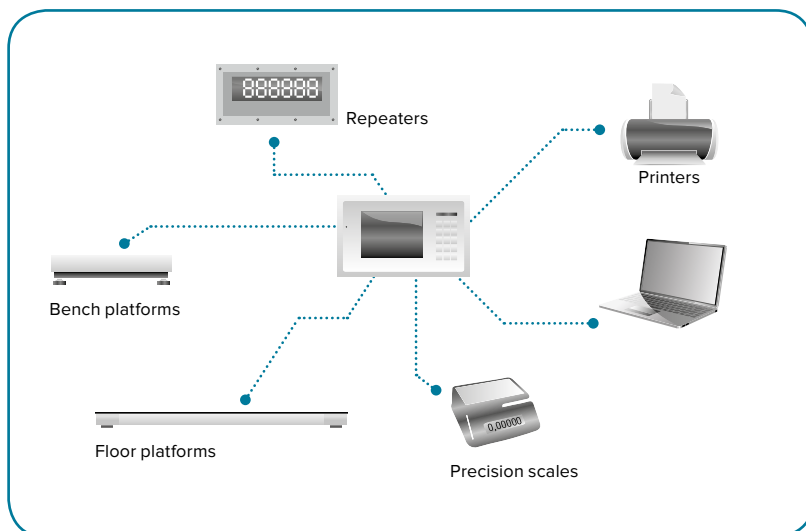 888888
Repeaters
Printers
Bench platforms
Floor platforms
0,00000
Precision scales